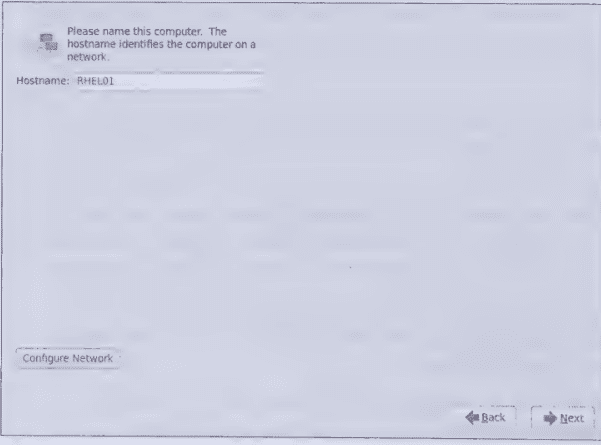 Please name this computer. The
hostname identifies the computer on a
network.
Hostname: RHEL01
Configure Network
Back
Next